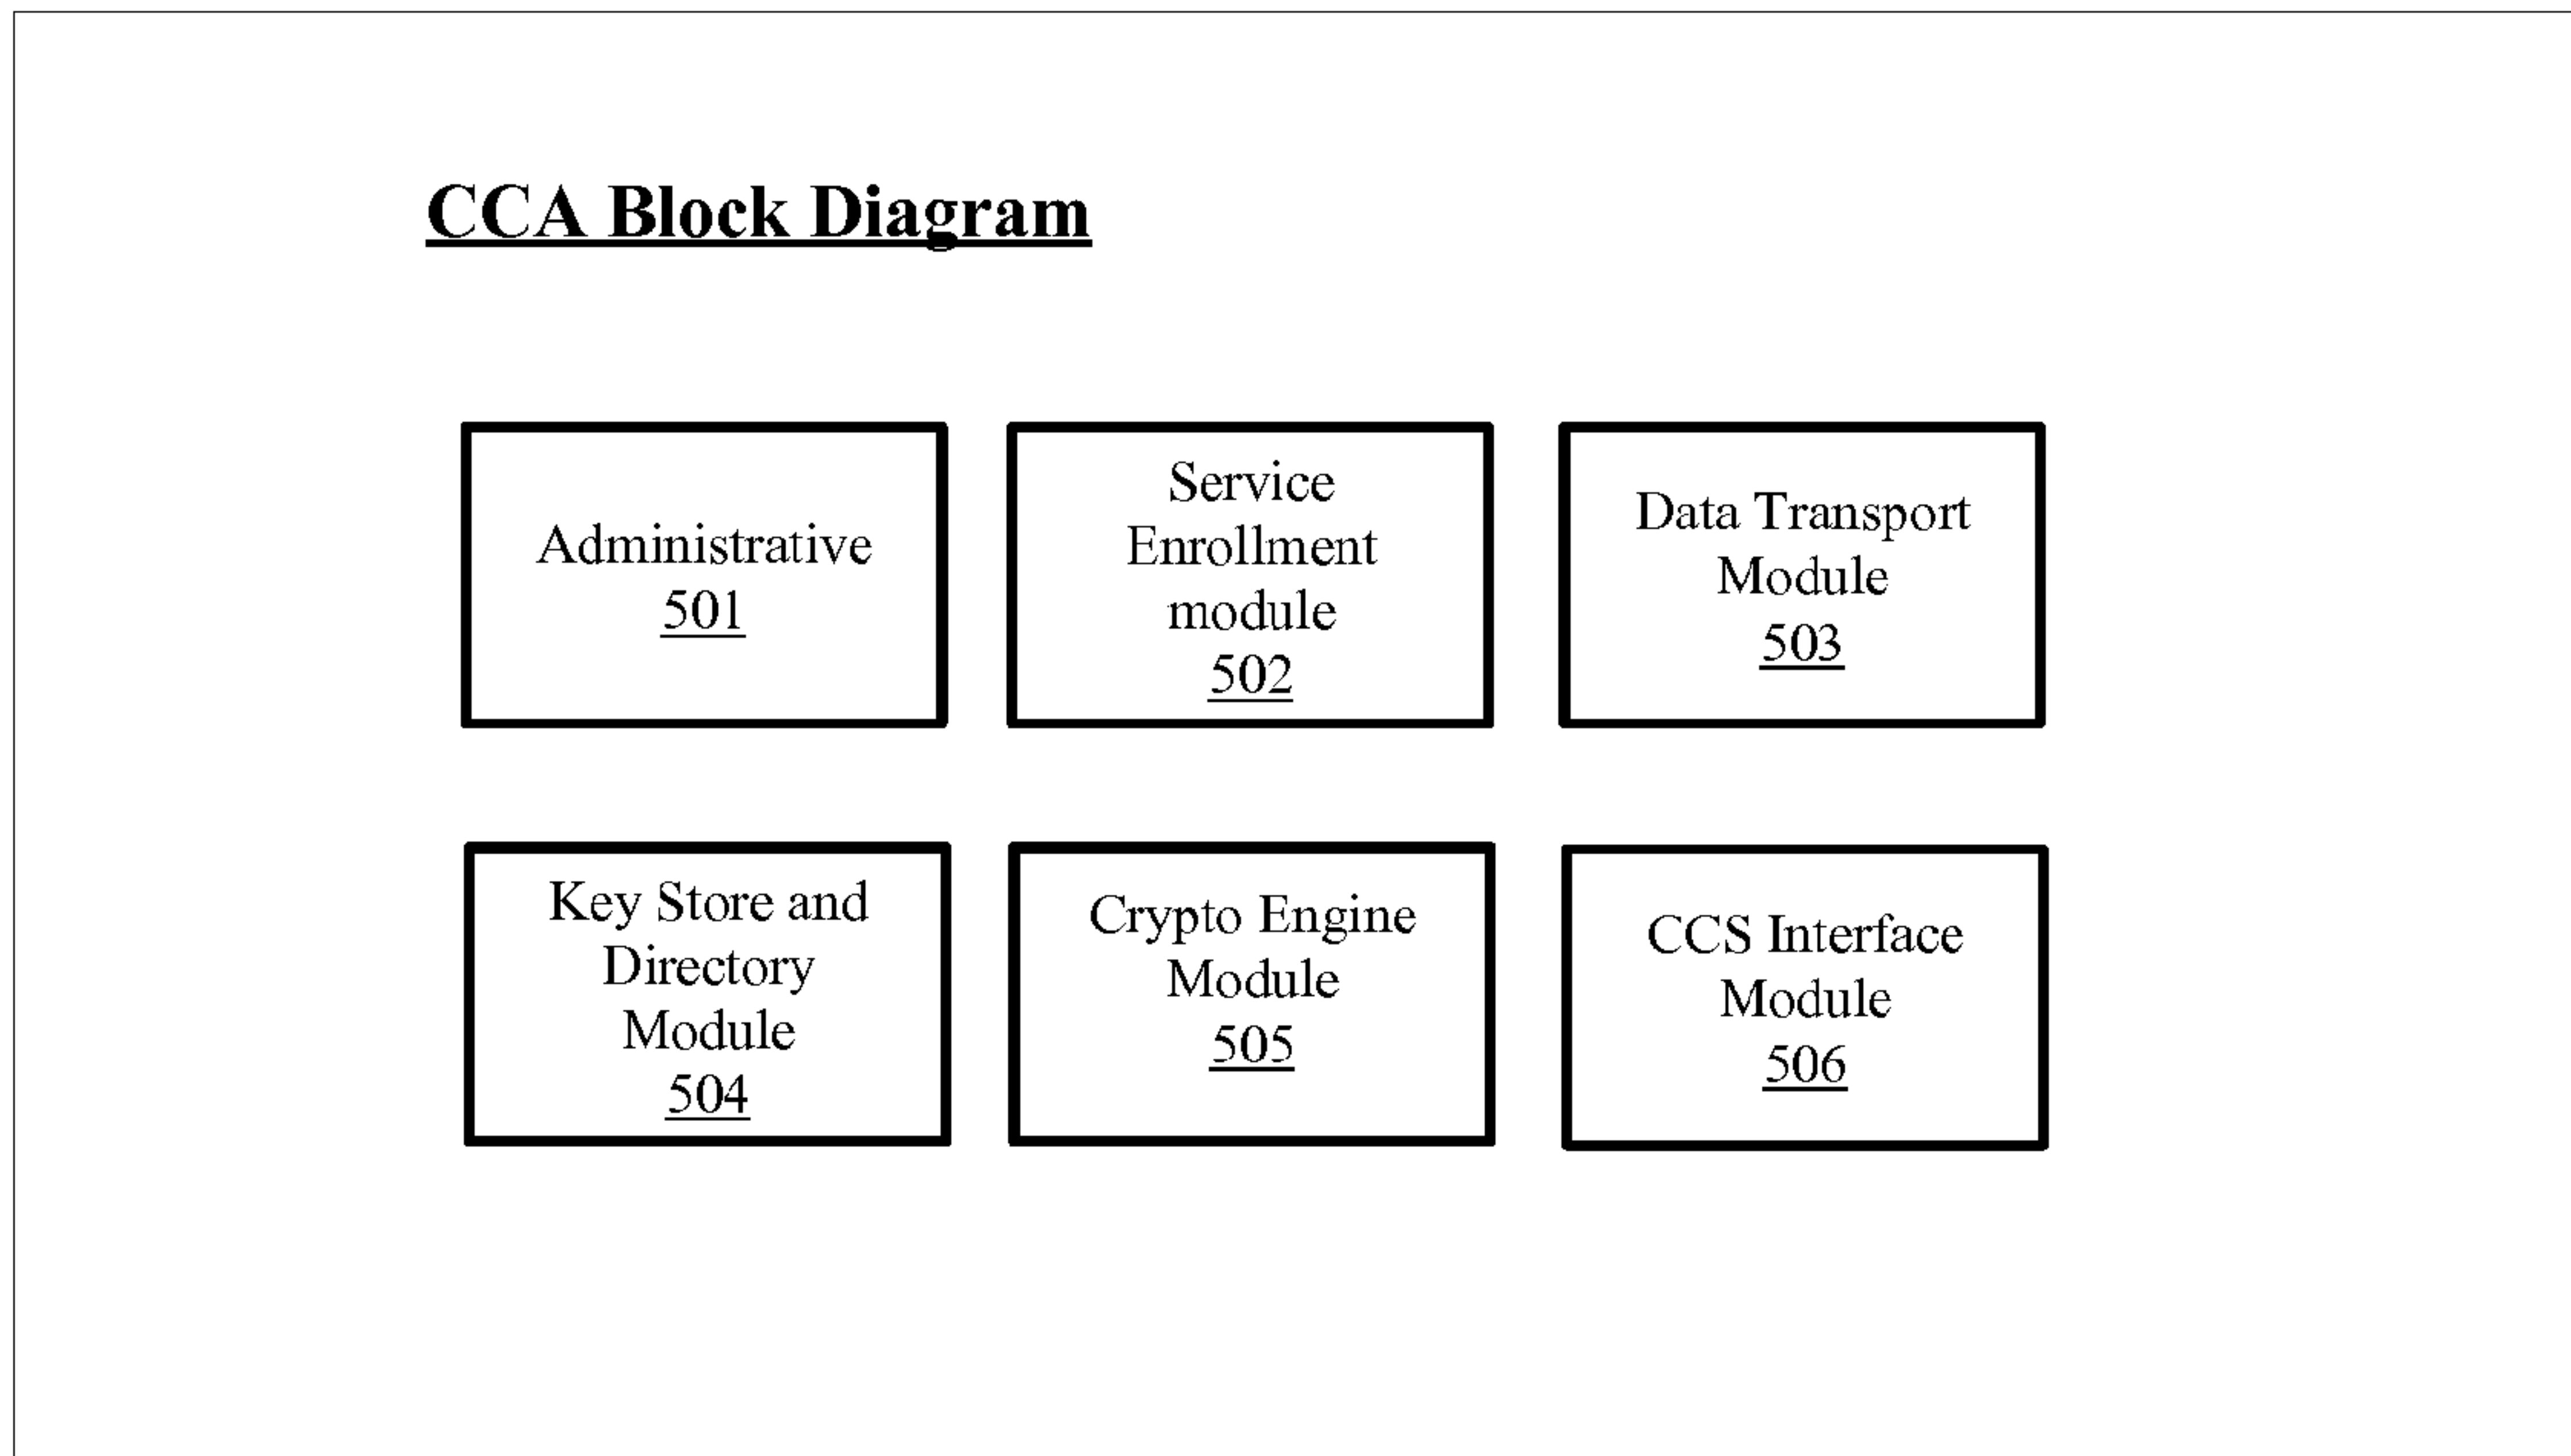 CCA Block Diagram
Administrative
501
Service
Enrollment
module
502
Data Transport
Module
503
Key Store and
Directory
Module
504
Crypto Engine
Module
505
CCS Interface
Module
506